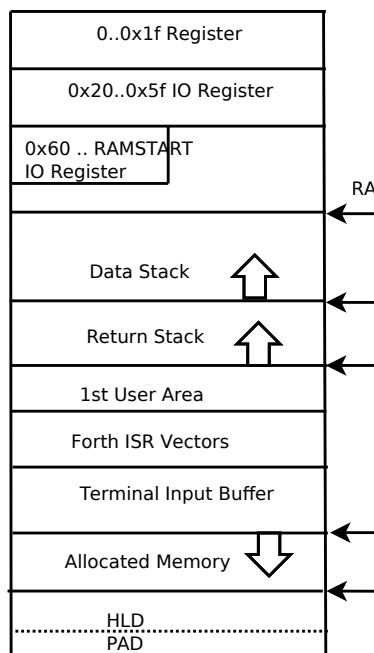 0..0x1f Register
0x20..0x5f IO Register
0x60 .. RAMSTART
IO Register
RA
Data Stack
Return Stack
1st User Area
Forth ISR Vectors
Terminal Input Buffer
Allocated Memory
HLD
PAD